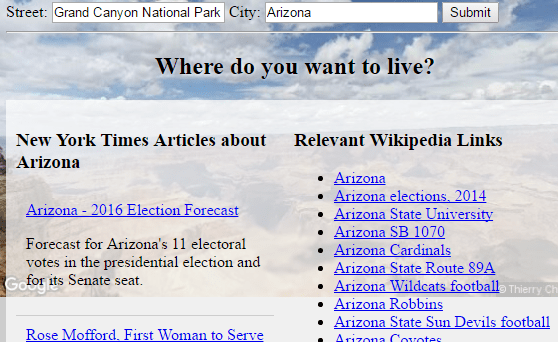 Street: Grand Canyon National Park City: Arizona Submit
Where do you want to live?
New York Times Articles about
Arizona
Arizona - 2016 Election Forecast
Forecast for Arizona's 11 electoral
votes in the presidential election and
for its Senate seat.
Rose Mofford, First Woman to Serve
Relevant Wikipedia Links
Arizona
Arizona elections, 2014
Arizona State University
Arizona SB 1070
Arizona Cardinals
Arizona State Route 89A
Arizona Wildcats football
Arizona Robbins
Arizona State Sun Devils football
Arizona Coyotes
Google
© Thierry Ch